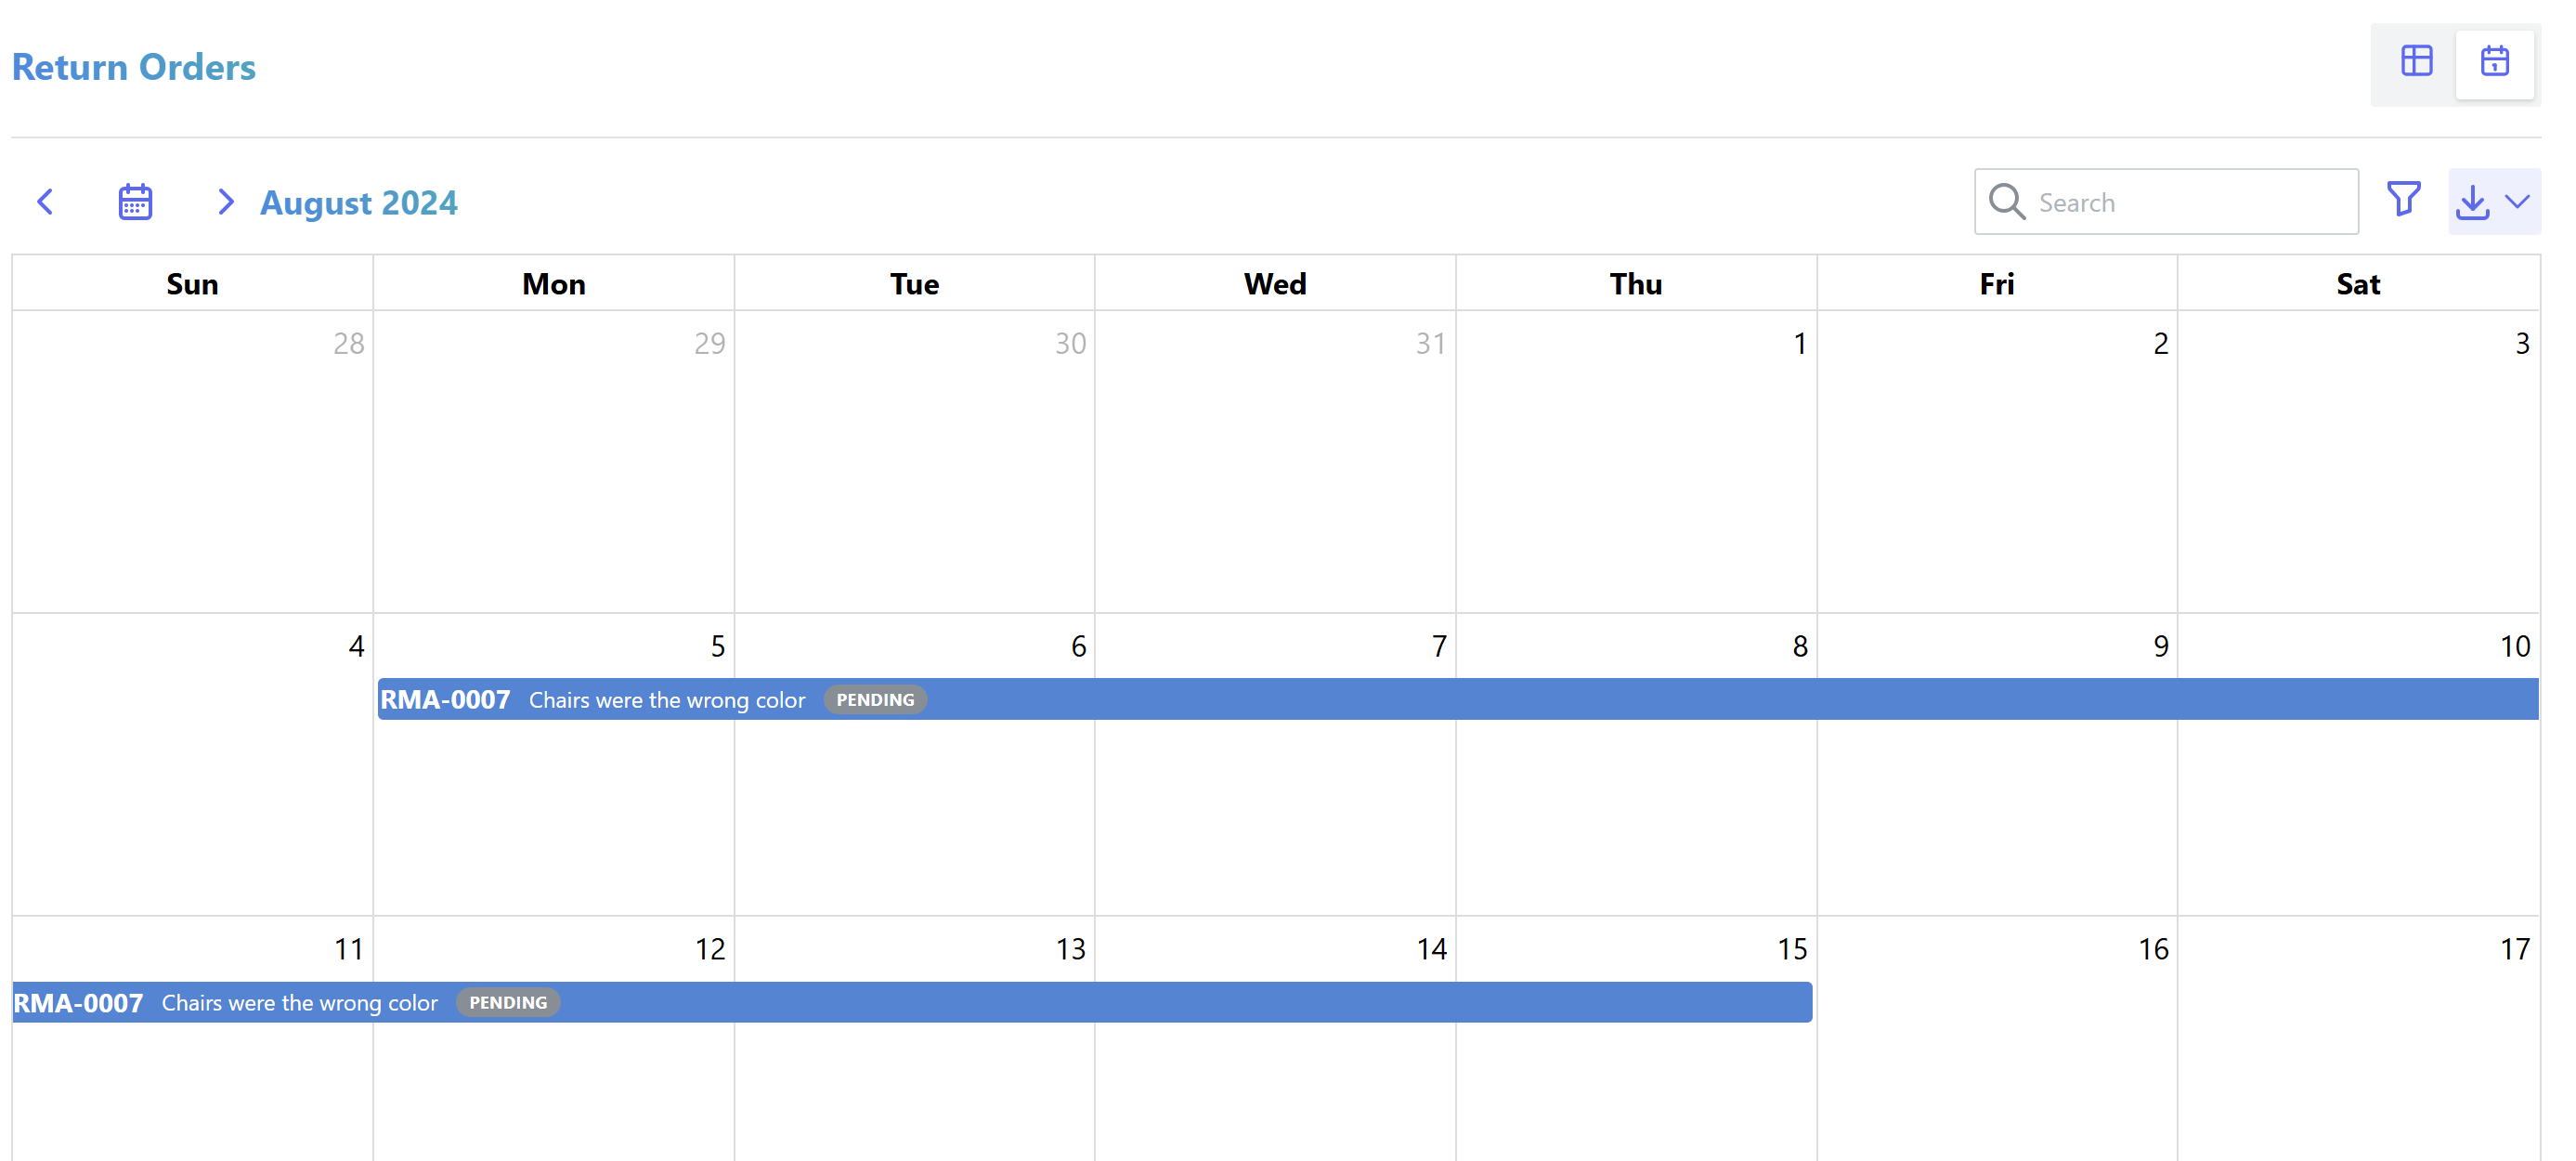 Return Orders
August 2024
Search
Sun Mon Tue Wed Thu Fri Sat
28 29 30 31 1 2 3
4 5 6 7 8 9 10
RMA-0007 Chairs were the wrong color PENDING
11 12 13 14 15 16 17
RMA-0007 Chairs were the wrong color PENDING